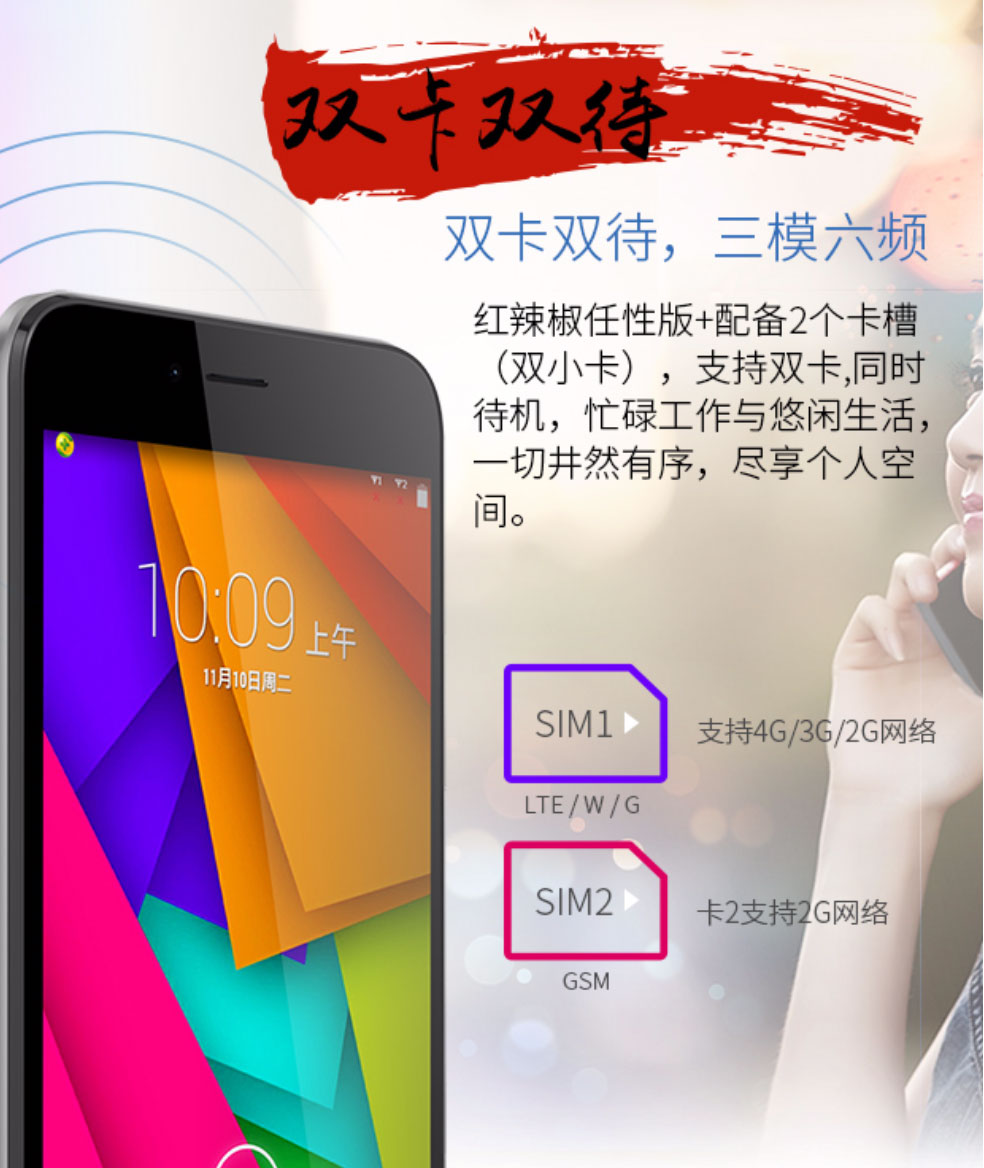 双卡双待
双卡双待，三模六频
红辣椒任性版+配备2个卡槽
（双小卡），支持双卡,同时
待机，忙碌工作与悠闲生活，
一切井然有序，尽享个人空
间。
1 2
10:09 上午
11月10日周二
SIM1
支持4G/3G/2G网络
LTE / W / G
SIM2
卡2支持2G网络
GSM